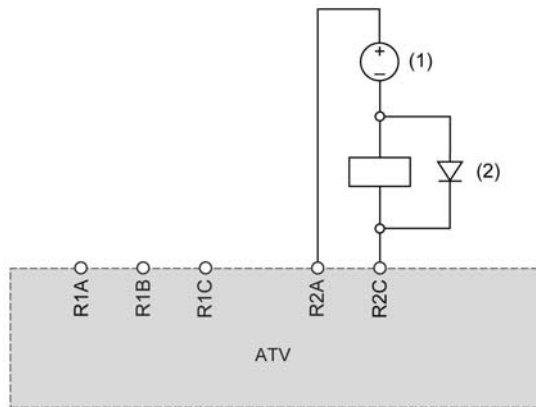 +
(1)
−
(2)
R1A
R1B
R1C
R2A
R2C
ATV